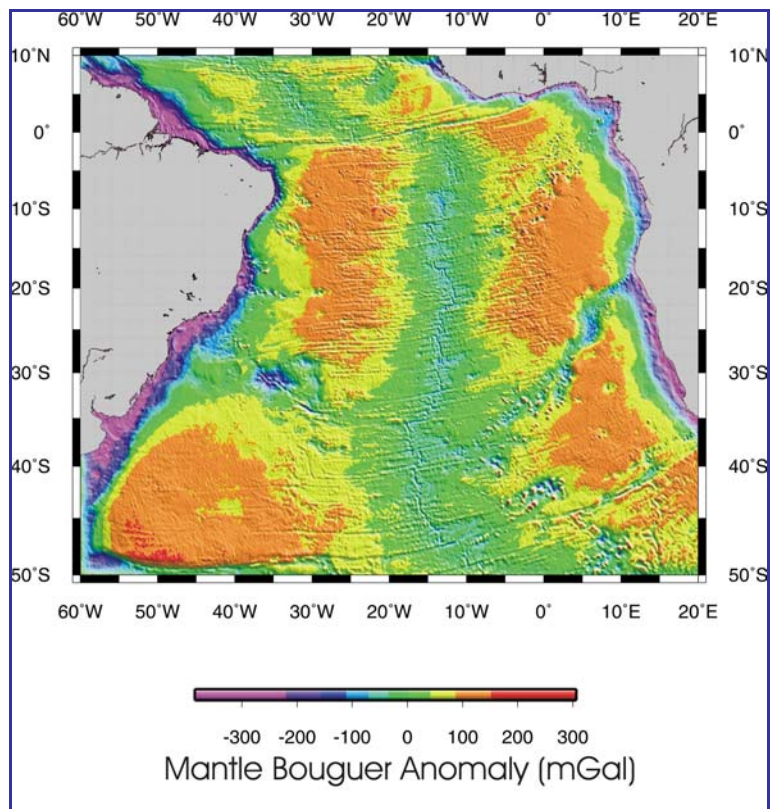 60˚W 50˚W 40˚W 30˚W 20˚W 10˚W 0˚ 10˚E 20˚E
10˚N 10˚N
0˚ 0˚
10˚S 10˚S
20˚S 20˚S
30˚S 30˚S
40˚S 40˚S
50˚S 50˚S
60˚W 50˚W 40˚W 30˚W 20˚W 10˚W 0˚ 10˚E 20˚E
-300 -200 -100 0 100 200 300
Mantle Bouguer Anomaly (mGal)